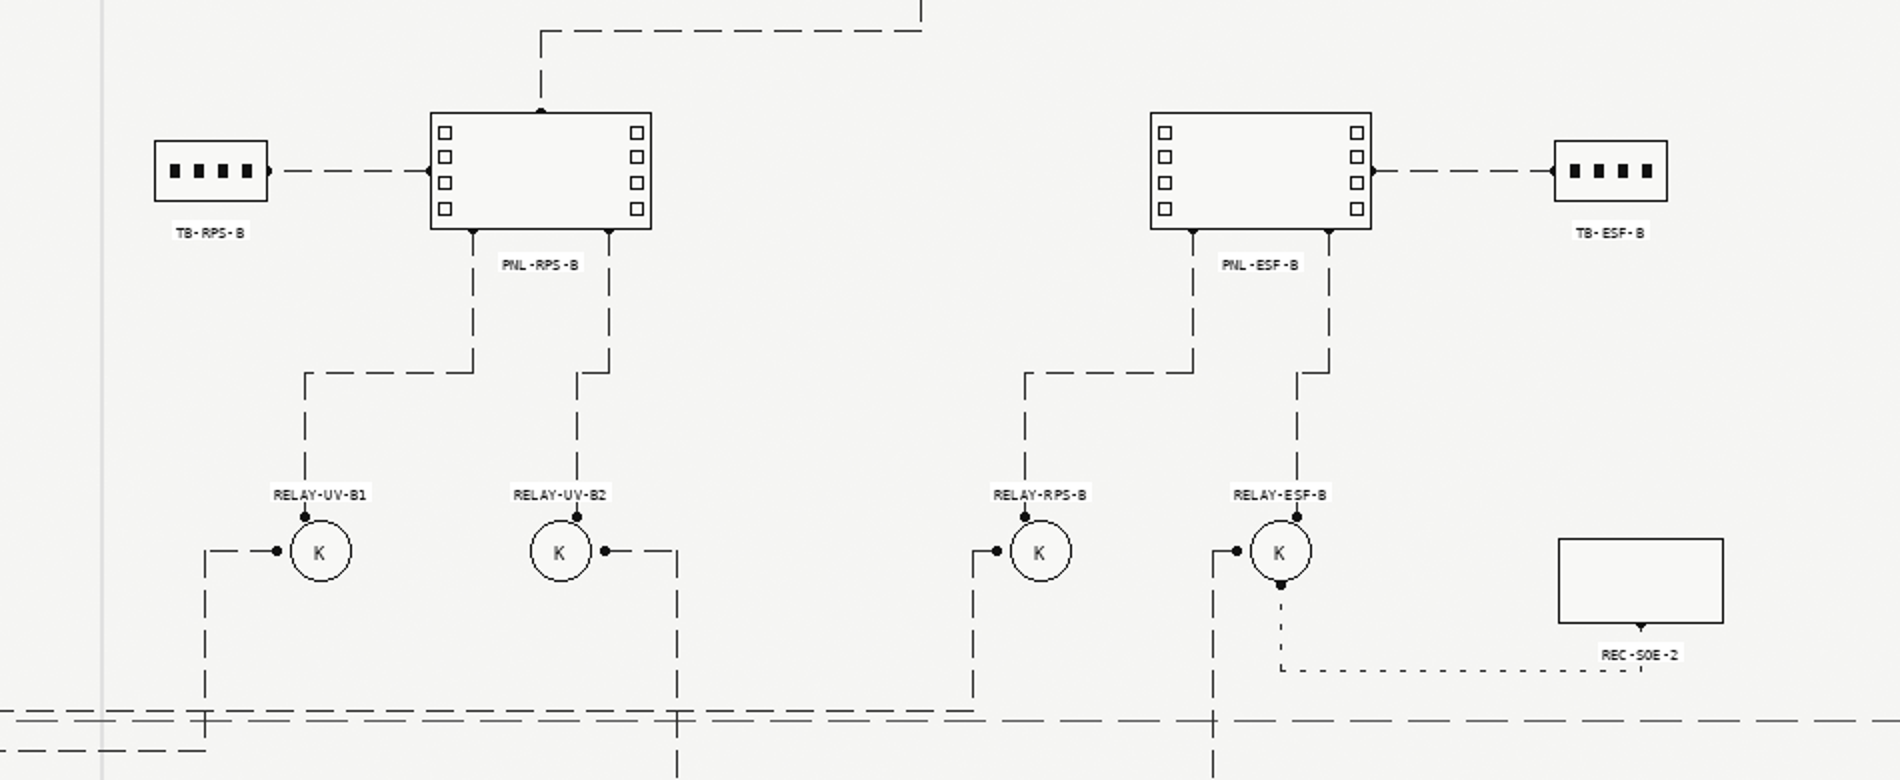 TB-RPS-B
TB-ESF-B
PNL-RPS-B
PNL-ESF-B
RELAY-UV-B1
RELAY-UV-B2
RELAY-RPS-B
RELAY-ESF-B
K
K
K
K
REC-SOE-2